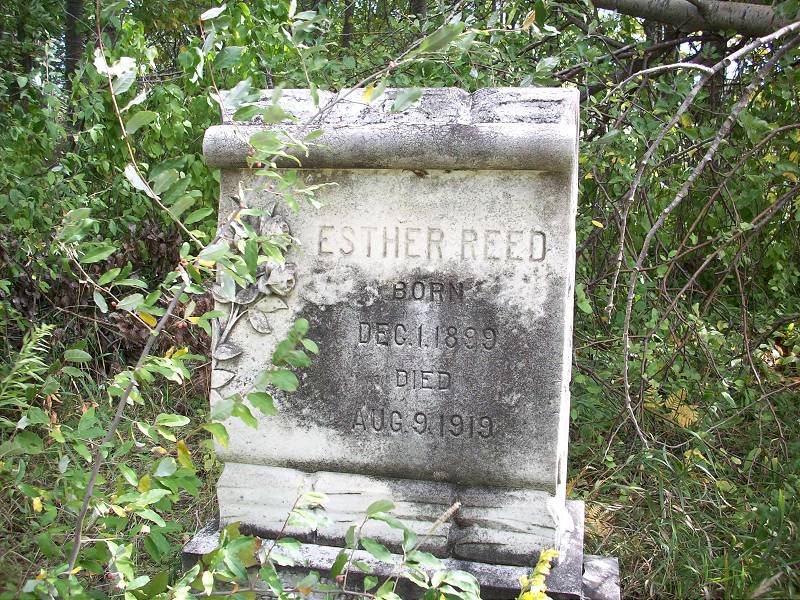 ESTHER REED
BORN
DEC. 1. 1899
DIED
AUG. 9. 1919